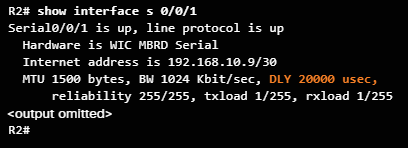 R2# show interface s 0/0/1
Serial0/0/1 is up, line protocol is up
Hardware is WIC MBRD Serial
Internet address is 192.168.10.9/30
MTU 1500 bytes, BW 1024 Kbit/sec, DLY 20000 usec,
reliability 255/255, txload 1/255, rxload 1/255
<output omitted>
R2#